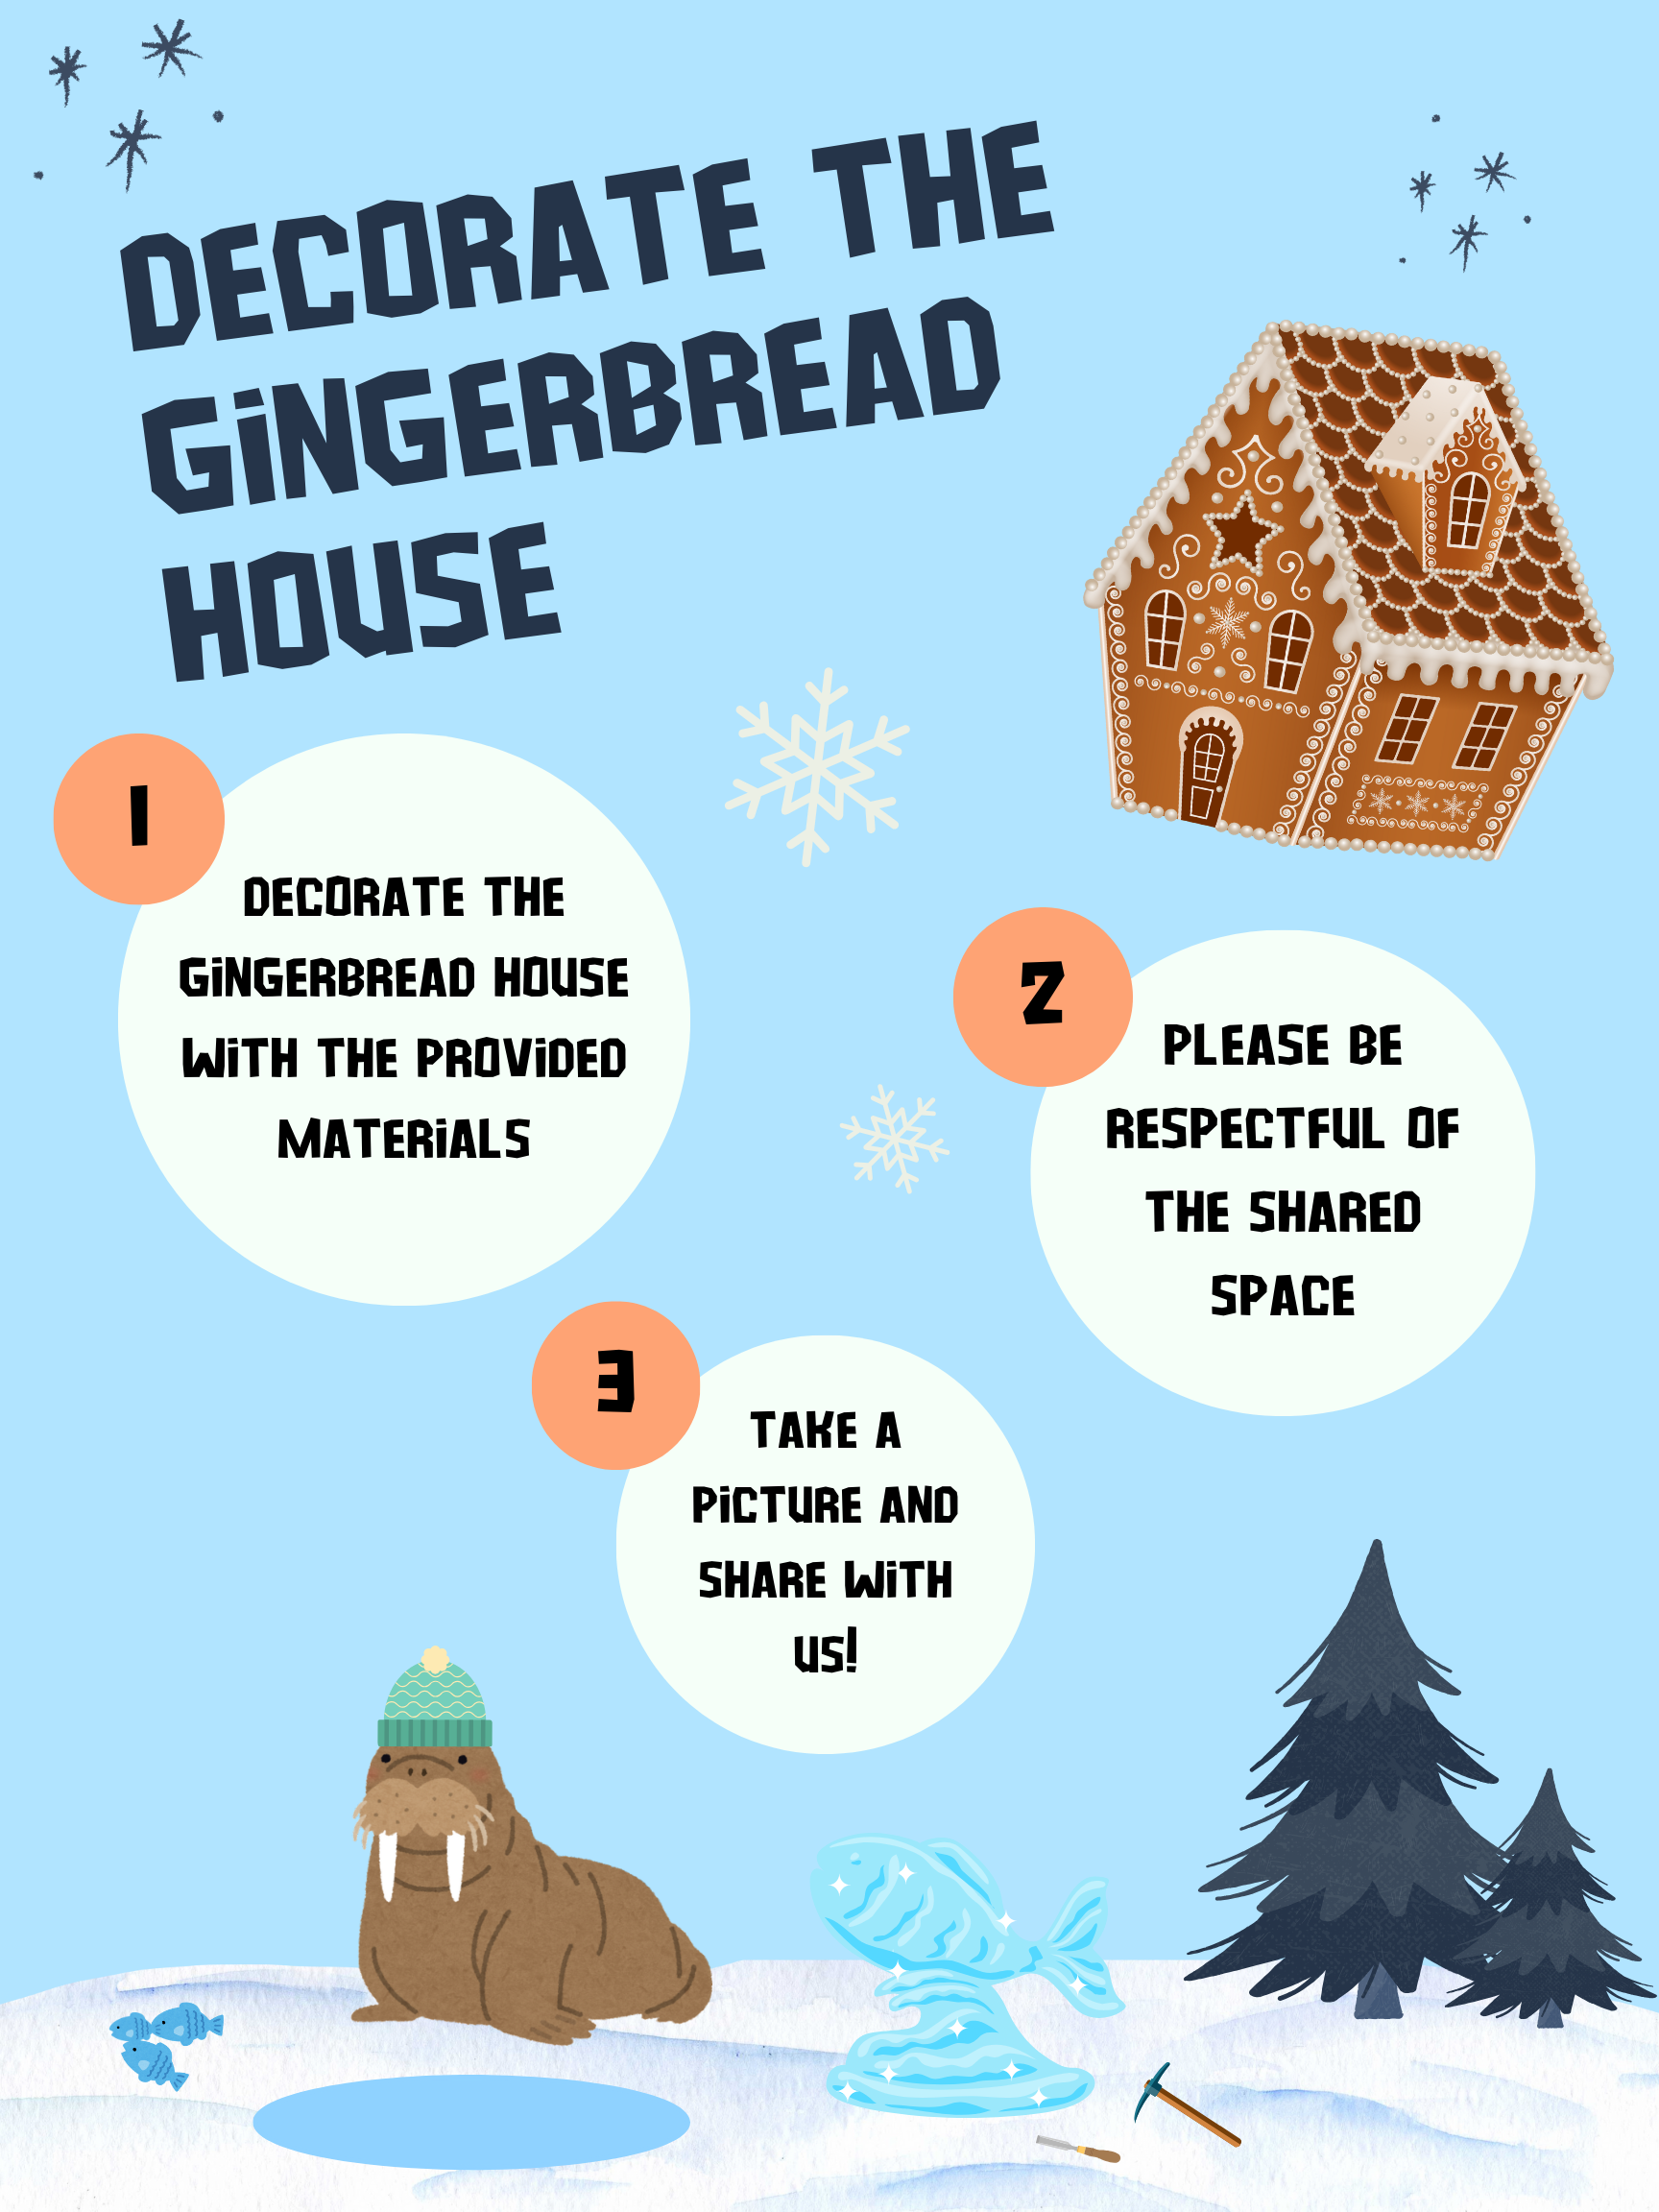 DECORATE THE
GiNGERBREAD
HOUSE
1
DECORATE THE
GiNGERBREAD HOUSE
WiTH THE PROViDED
MATERiALS
2
PLEASE BE
RESPECTFUL OF
THE SHARED
SPACE
3
TAKE A
PiCTURE AND
SHARE WiTH
US!